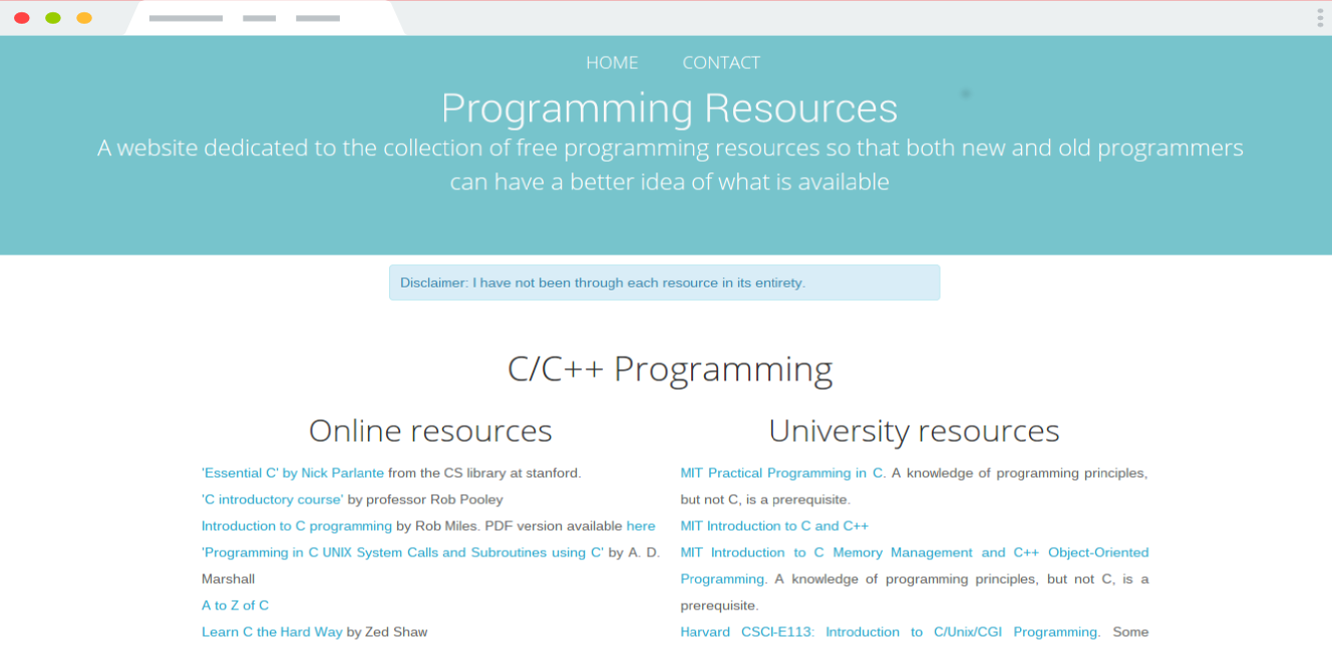 HOME CONTACT
Programming Resources
A website dedicated to the collection of free programming resources so that both new and old programmers
can have a better idea of what is available
Disclaimer: I have not been through each resource in its entirety.
C/C++ Programming
Online resources
'Essential C' by Nick Parlante from the CS library at stanford.
'C introductory course' by professor Rob Pooley
Introduction to C programming by Rob Miles. PDF version available here
'Programming in C UNIX System Calls and Subroutines using C' by A. D.
Marshall
A to Z of C
Learn C the Hard Way by Zed Shaw
University resources
MIT Practical Programming in C. A knowledge of programming principles,
but not C, is a prerequisite.
MIT Introduction to C and C++
MIT Introduction to C Memory Management and C++ Object-Oriented
Programming. A knowledge of programming principles, but not C, is a
prerequisite.
Harvard CSCI-E113: Introduction to C/Unix/CGI Programming. Some